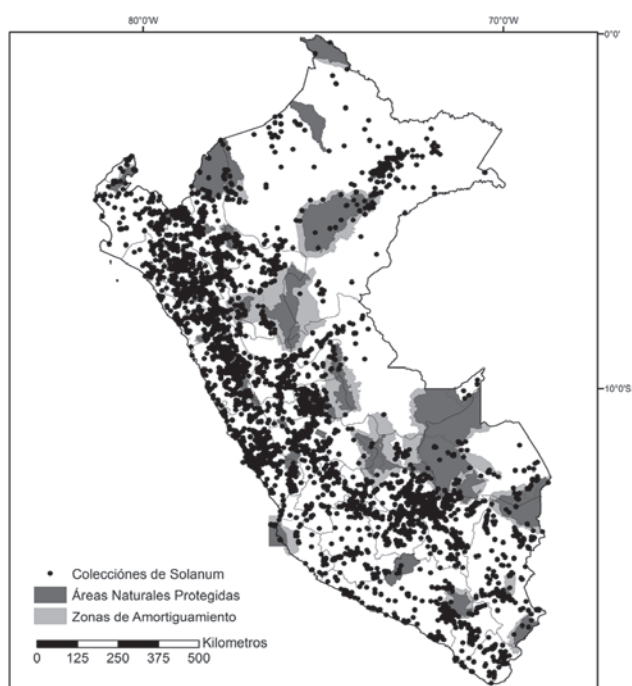 80°0'W 70°0'W
0°0'
10°0'S
Colecciónes de Solanum
Áreas Naturales Protegidas
Zonas de Amortiguamiento
Kilometros
0 125 250 375 500